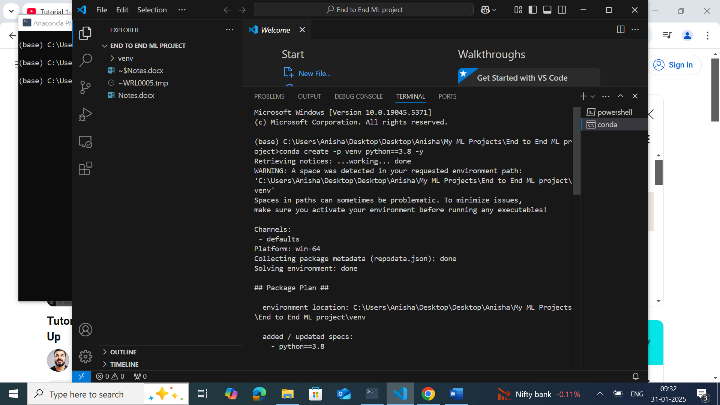 Tutorial 1-
Anaconda P
File Edit Selection ···
End to End ML project
Sign in
(base) C:\Use
(base) C:\Use
(base) C:\Use
EXPLORER
END TO END ML PROJECT
venv
~$Notes.docx
~WRL0005.tmp
Notes.docx
OUTLINE
TIMELINE
Welcome
Start
New File...
Walkthroughs
Get Started with VS Code
PROBLEMS OUTPUT DEBUG CONSOLE TERMINAL PORTS
powershell
conda
Microsoft Windows [Version 10.0.19045.5371]
(c) Microsoft Corporation. All rights reserved.
(base) C:\Users\Anisha\Desktop\Desktop\Anisha\My ML Projects\End to End ML pr
oject>conda create -p venv python==3.8 -y
Retrieving notices: ...working... done
WARNING: A space was detected in your requested environment path:
'C:\Users\Anisha\Desktop\Desktop\Anisha\My ML Projects\End to End ML project\
venv'
Spaces in paths can sometimes be problematic. To minimize issues,
make sure you activate your environment before running any executables!
Channels:
- defaults
Platform: win-64
Collecting package metadata (repodata.json): done
Solving environment: done
## Package Plan ##
environment location: C:\Users\Anisha\Desktop\Desktop\Anisha\My ML Projects
\End to End ML project\venv
added / updated specs:
- python==3.8
Tutor
Up
0 0 0
Type here to search
Nifty bank -0.11%
ENG
09:32
31-01-2025
3